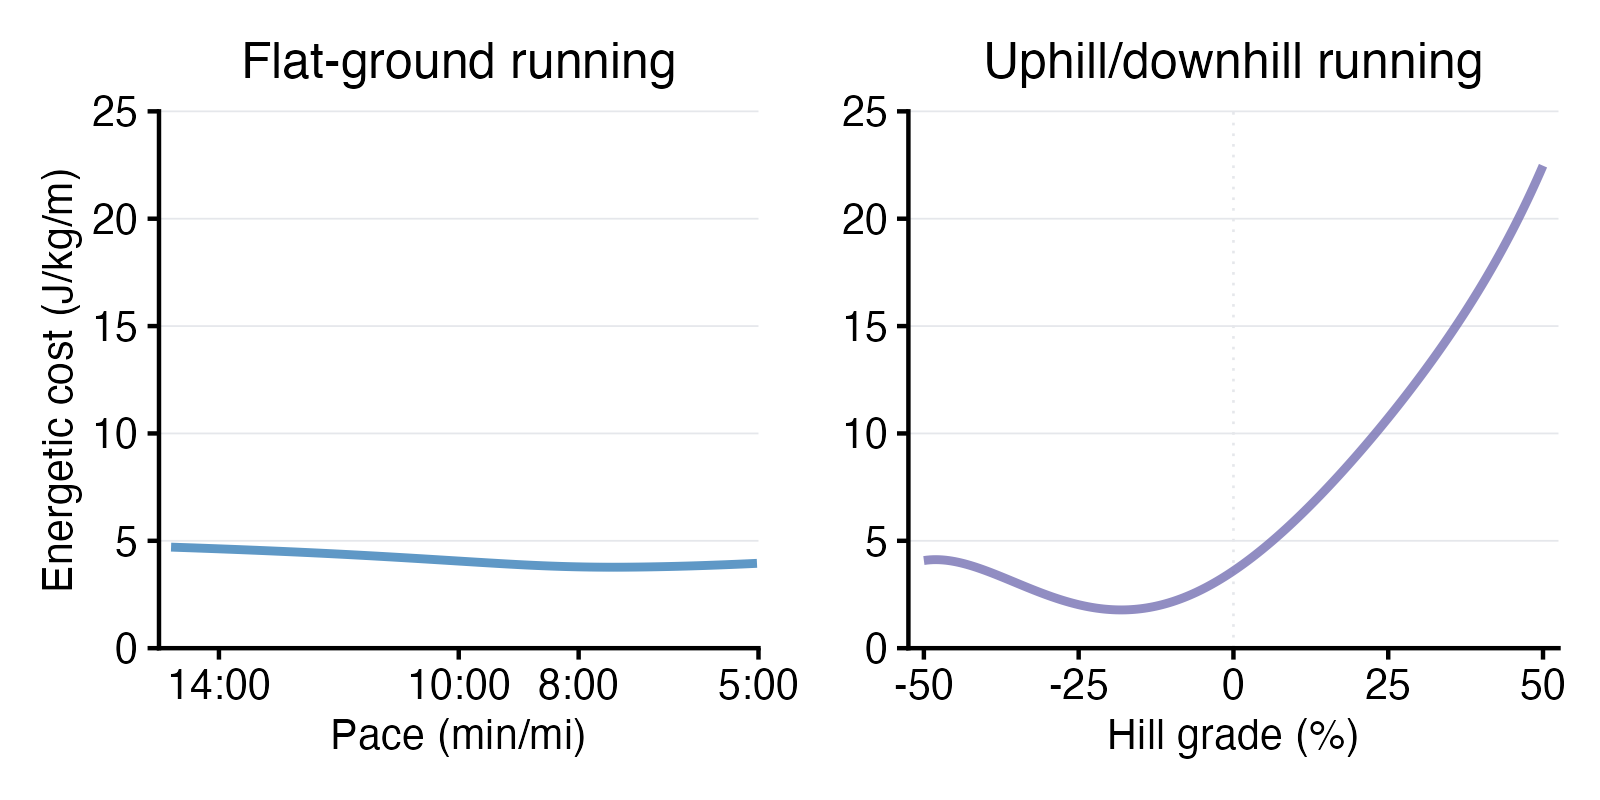 Flat-ground running
25
20
15
10
5
0
Energetic cost (J/kg/m)
14:00 10:00 8:00 5:00
Pace (min/mi)
Uphill/downhill running
25
20
15
10
5
0
-50 -25 0 25 50
Hill grade (%)